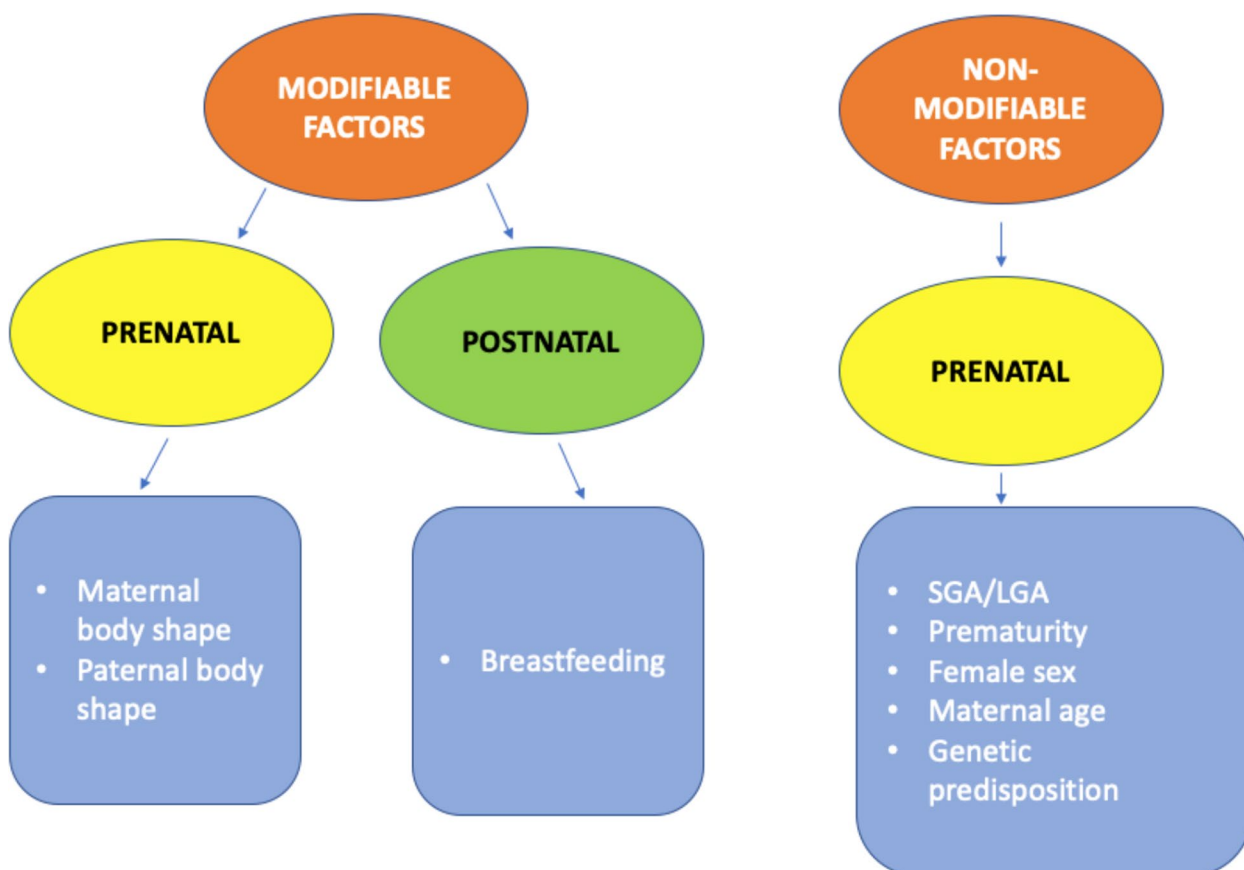 MODIFIABLE
FACTORS
NON-
MODIFIABLE
FACTORS
PRENATAL
POSTNATAL
PRENATAL
• Maternal
body shape
• Paternal body
shape
• Breastfeeding
• SGA/LGA
• Prematurity
• Female sex
• Maternal age
• Genetic
predisposition